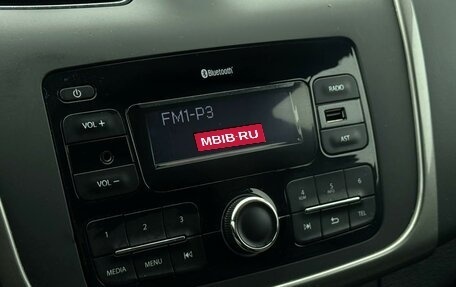 Bluetooth
RADIO
FM1-P3
VOL +
MBIB·RU
AST
VOL −
1 2 3
4 5 6
MEDIA MENU
TEL